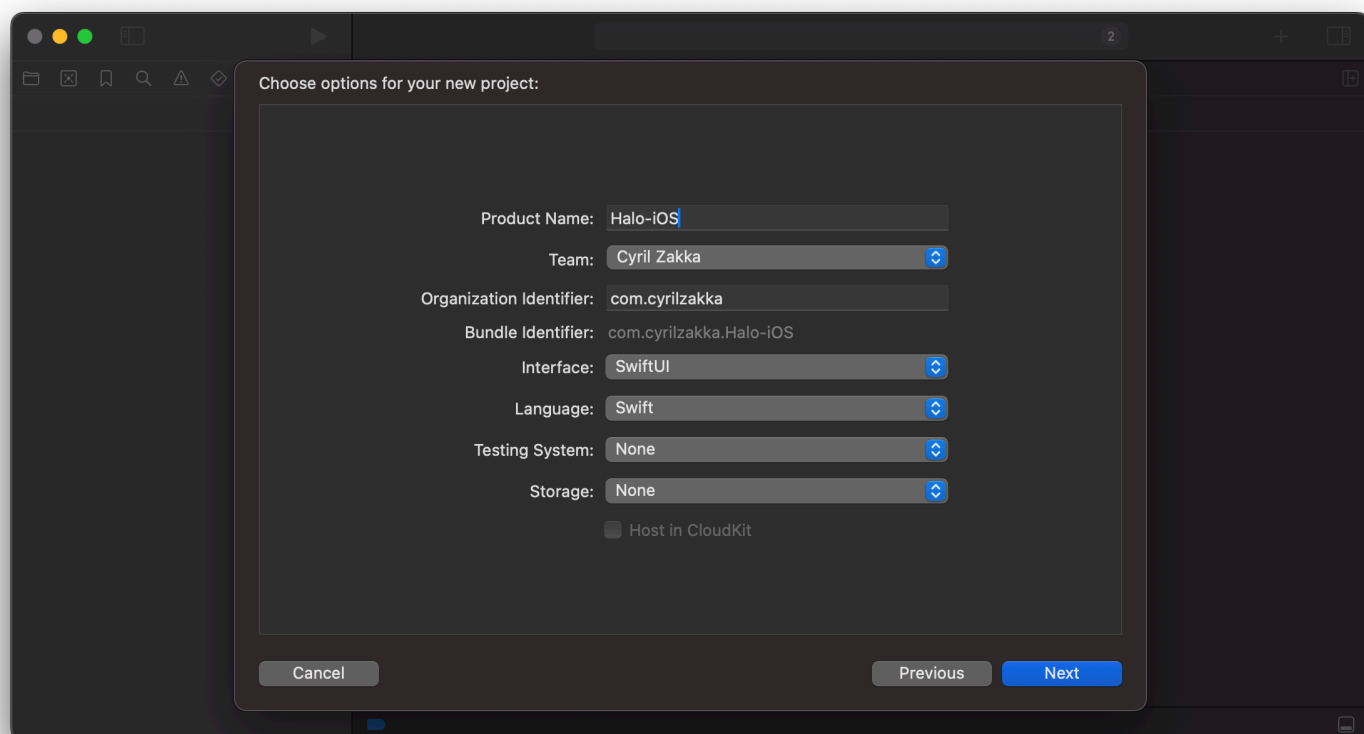 2
Choose options for your new project:
Product Name: Halo-iOS
Team: Cyril Zakka
Organization Identifier: com.cyrilzakka
Bundle Identifier: com.cyrilzakka.Halo-iOS
Interface: SwiftUI
Language: Swift
Testing System: None
Storage: None
Host in CloudKit
Cancel Previous Next